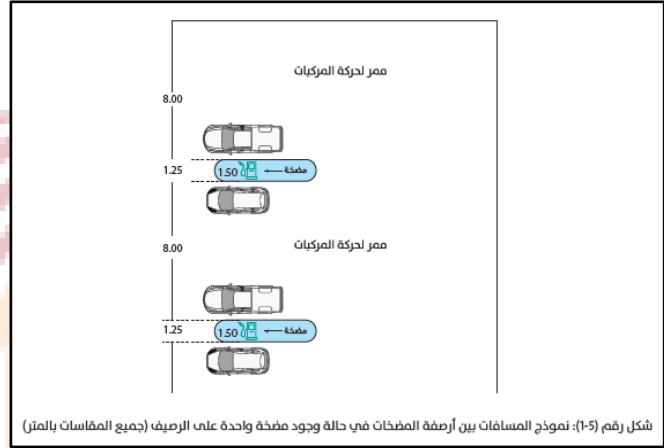 ممر لحركة المركبات
8.00
1.25
1.50
مضخة
ممر لحركة المركبات
8.00
1.25
1.50
مضخة
شكل رقم (5-1): نموذج المسافات بين أرصفة المضخات في حالة وجود مضخة واحدة على الرصيف (جميع المقاسات بالمتر)